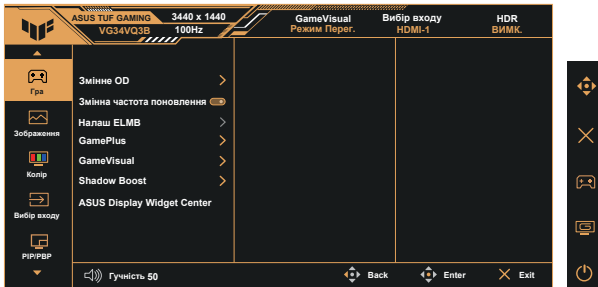 ASUS TUF GAMING 3440 x 1440 GameVisual Вибір входу HDR
VG34VQ3B 100Hz Режим Перег. HDMI-1 ВИМК.
Гра
Зображення
Колір
Вибір входу
PIP/PBP
Змінне OD
Змінна частота поновлення
Налаш ELMB
GamePlus
GameVisual
Shadow Boost
ASUS Display Widget Center
Гучність 50 Back Enter Exit